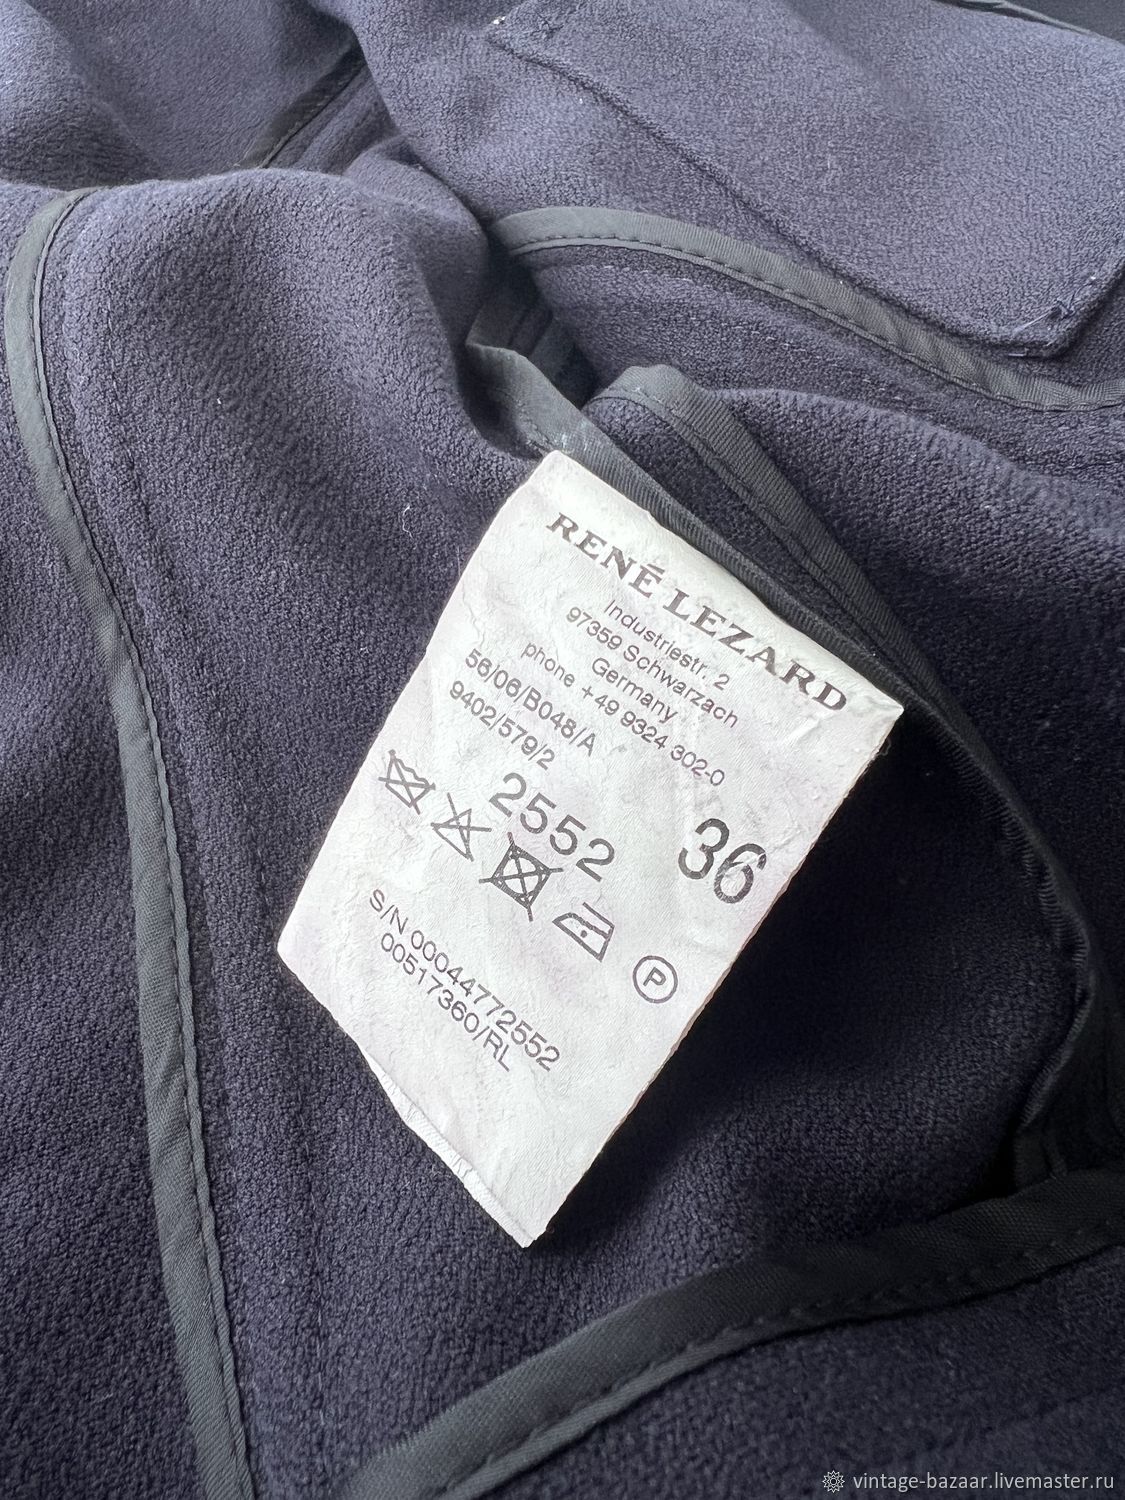 RENÉ LEZARD
Industriestr. 2
97359 Schwarzach
Germany
phone +49 9324 302-0
56/06/B048/A
9402/579/2
2552
36
P
S/N 00044772552
00517360/RL
vintage-bazaar.livemaster.ru